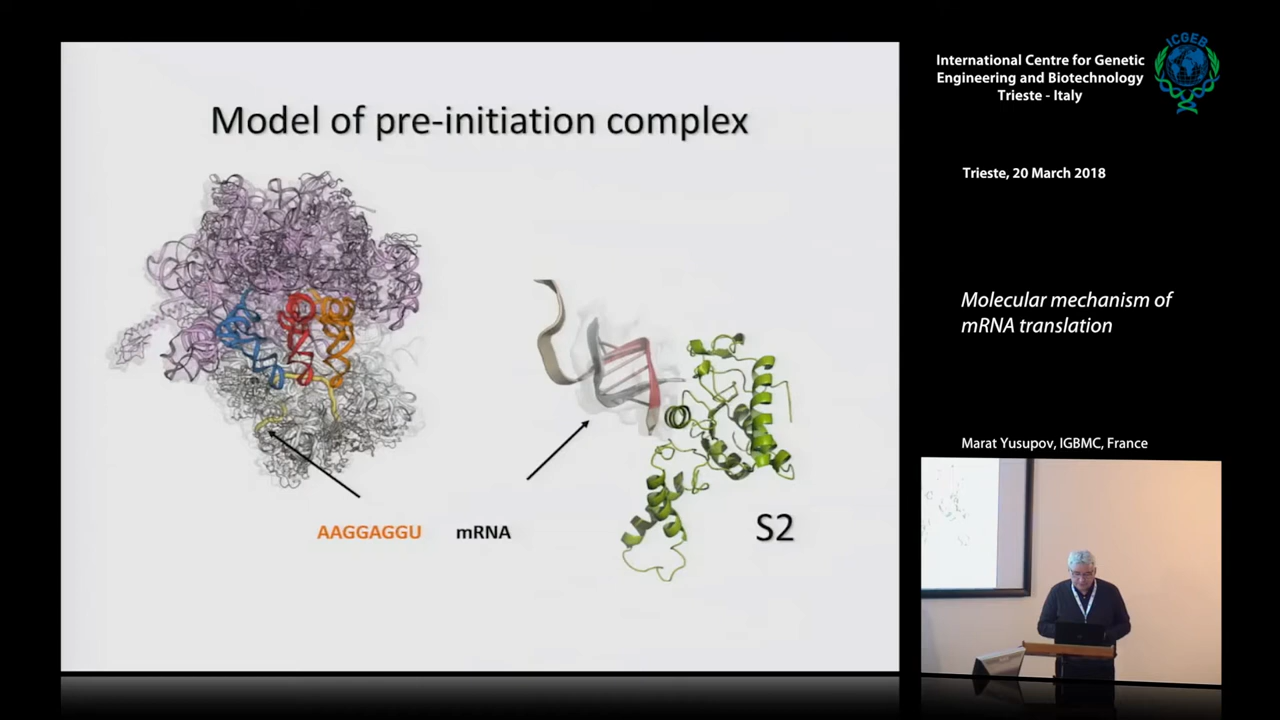 Model of pre-initiation complex
AAGGAGGU mRNA
S2
ICGEB
International Centre for Genetic
Engineering and Biotechnology
Trieste - Italy
Trieste, 20 March 2018
Molecular mechanism of
mRNA translation
Marat Yusupov, IGBMC, France